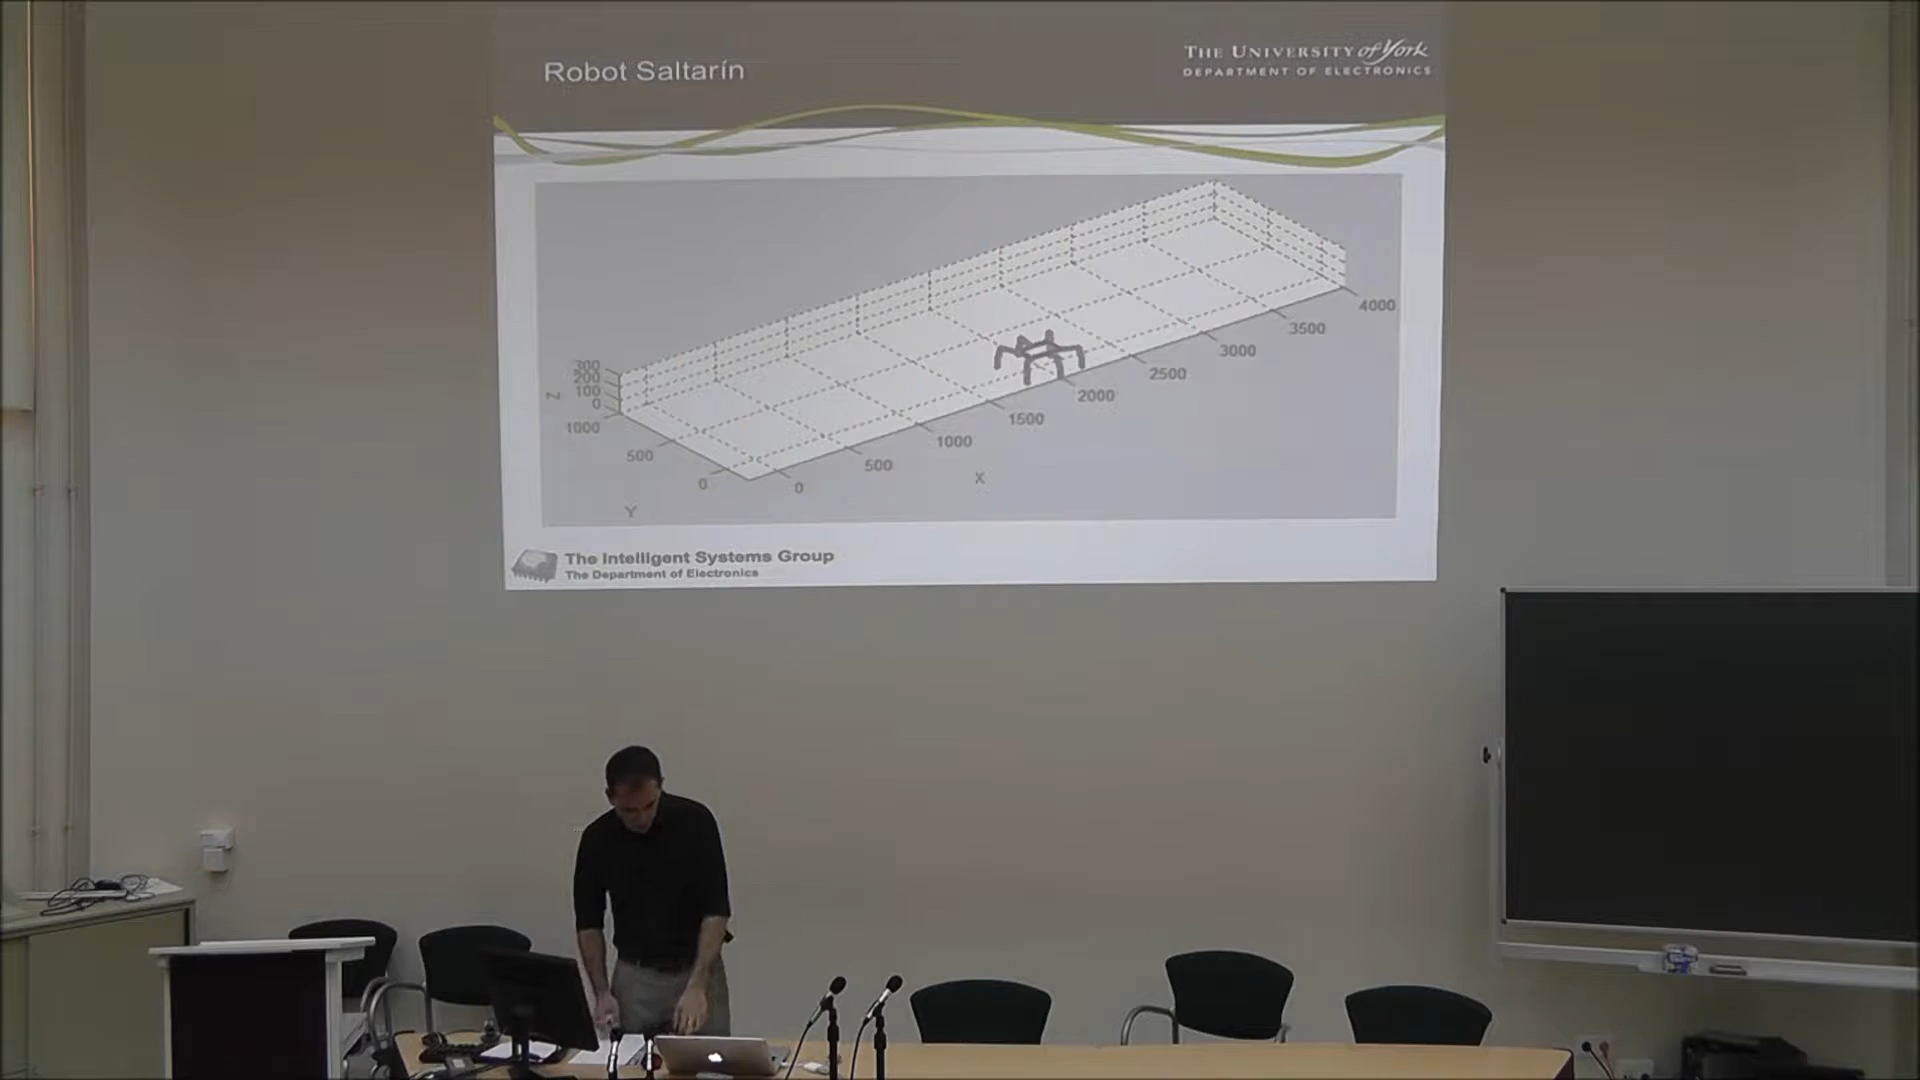 Robot Saltarín
THE UNIVERSITY of York
DEPARTMENT OF ELECTRONICS
300
200
100
0
Z
1000
500
0
Y
0
500
1000
1500
2000
2500
3000
3500
4000
X
The Intelligent Systems Group
The Department of Electronics